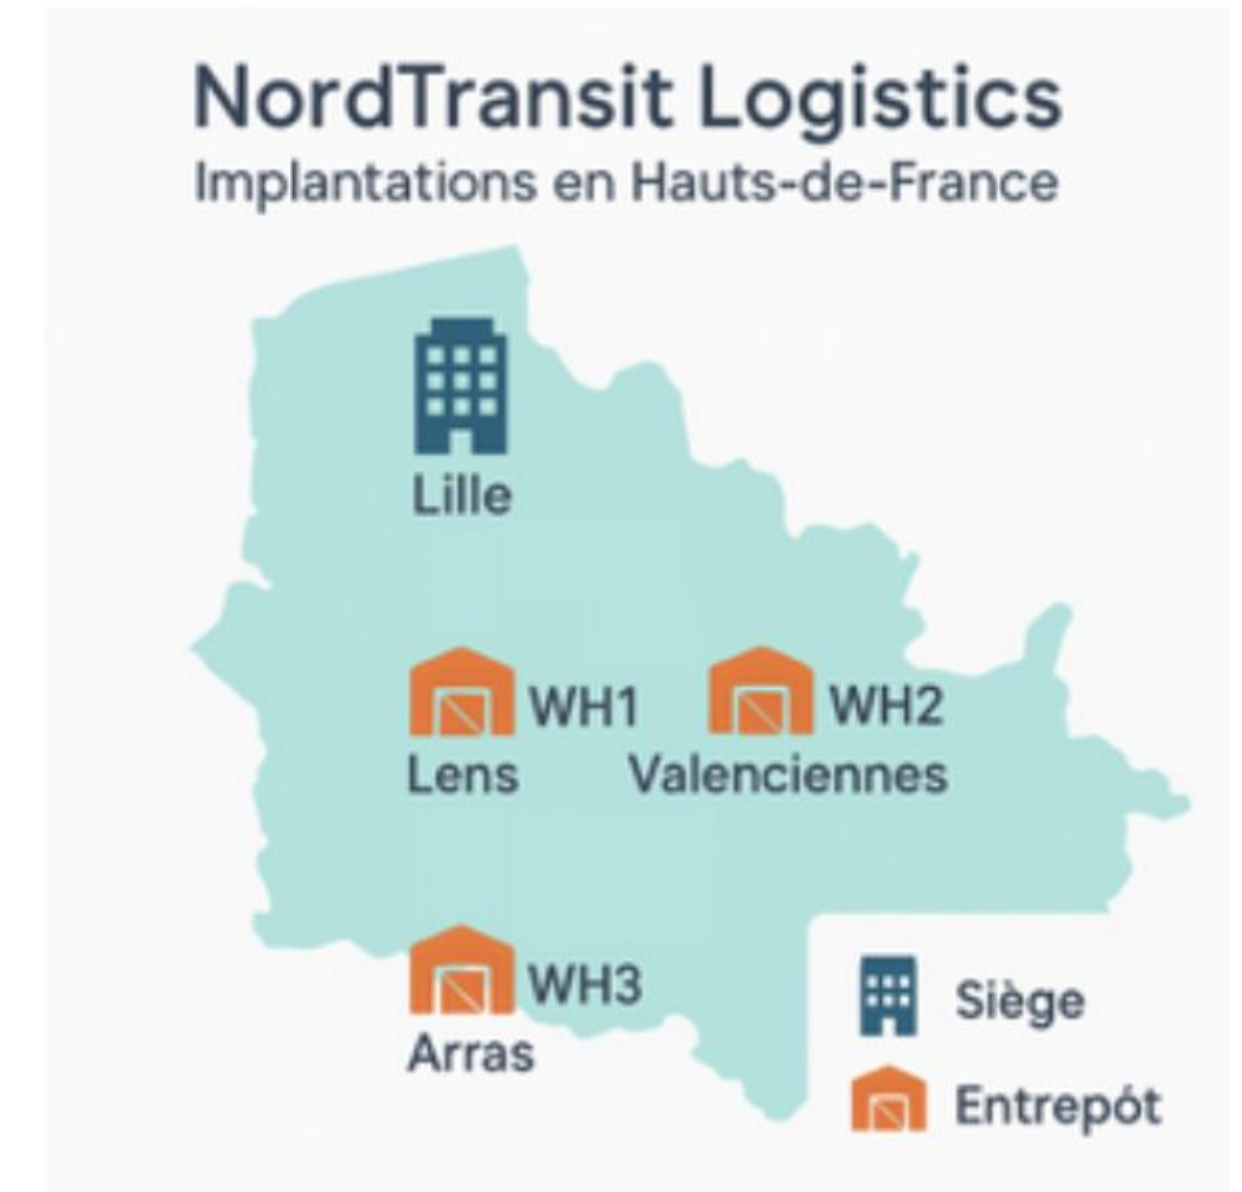 NordTransit Logistics
Implantations en Hauts-de-France
Lille
WH1
WH2
Lens
Valenciennes
WH3
Arras
Siège
Entrepót